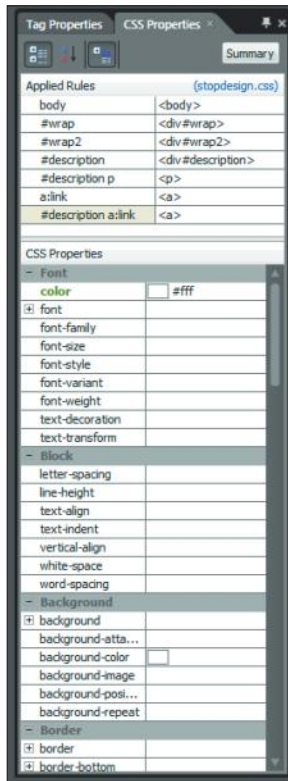 Tag Properties CSS Properties ×
Summary
Applied Rules (stopdesign.css)
body <body>
#wrap <div#wrap>
#wrap2 <div#wrap2>
#description <div#description>
#description p <p>
a:link <a>
#description a:link <a>
CSS Properties
- Font
color #fff
+ font
font-family
font-size
font-style
font-variant
font-weight
text-decoration
text-transform
- Block
letter-spacing
line-height
text-align
text-indent
vertical-align
white-space
word-spacing
- Background
+ background
background-atta...
background-color
background-image
background-posi...
background-repeat
- Border
+ border
+ border-bottom